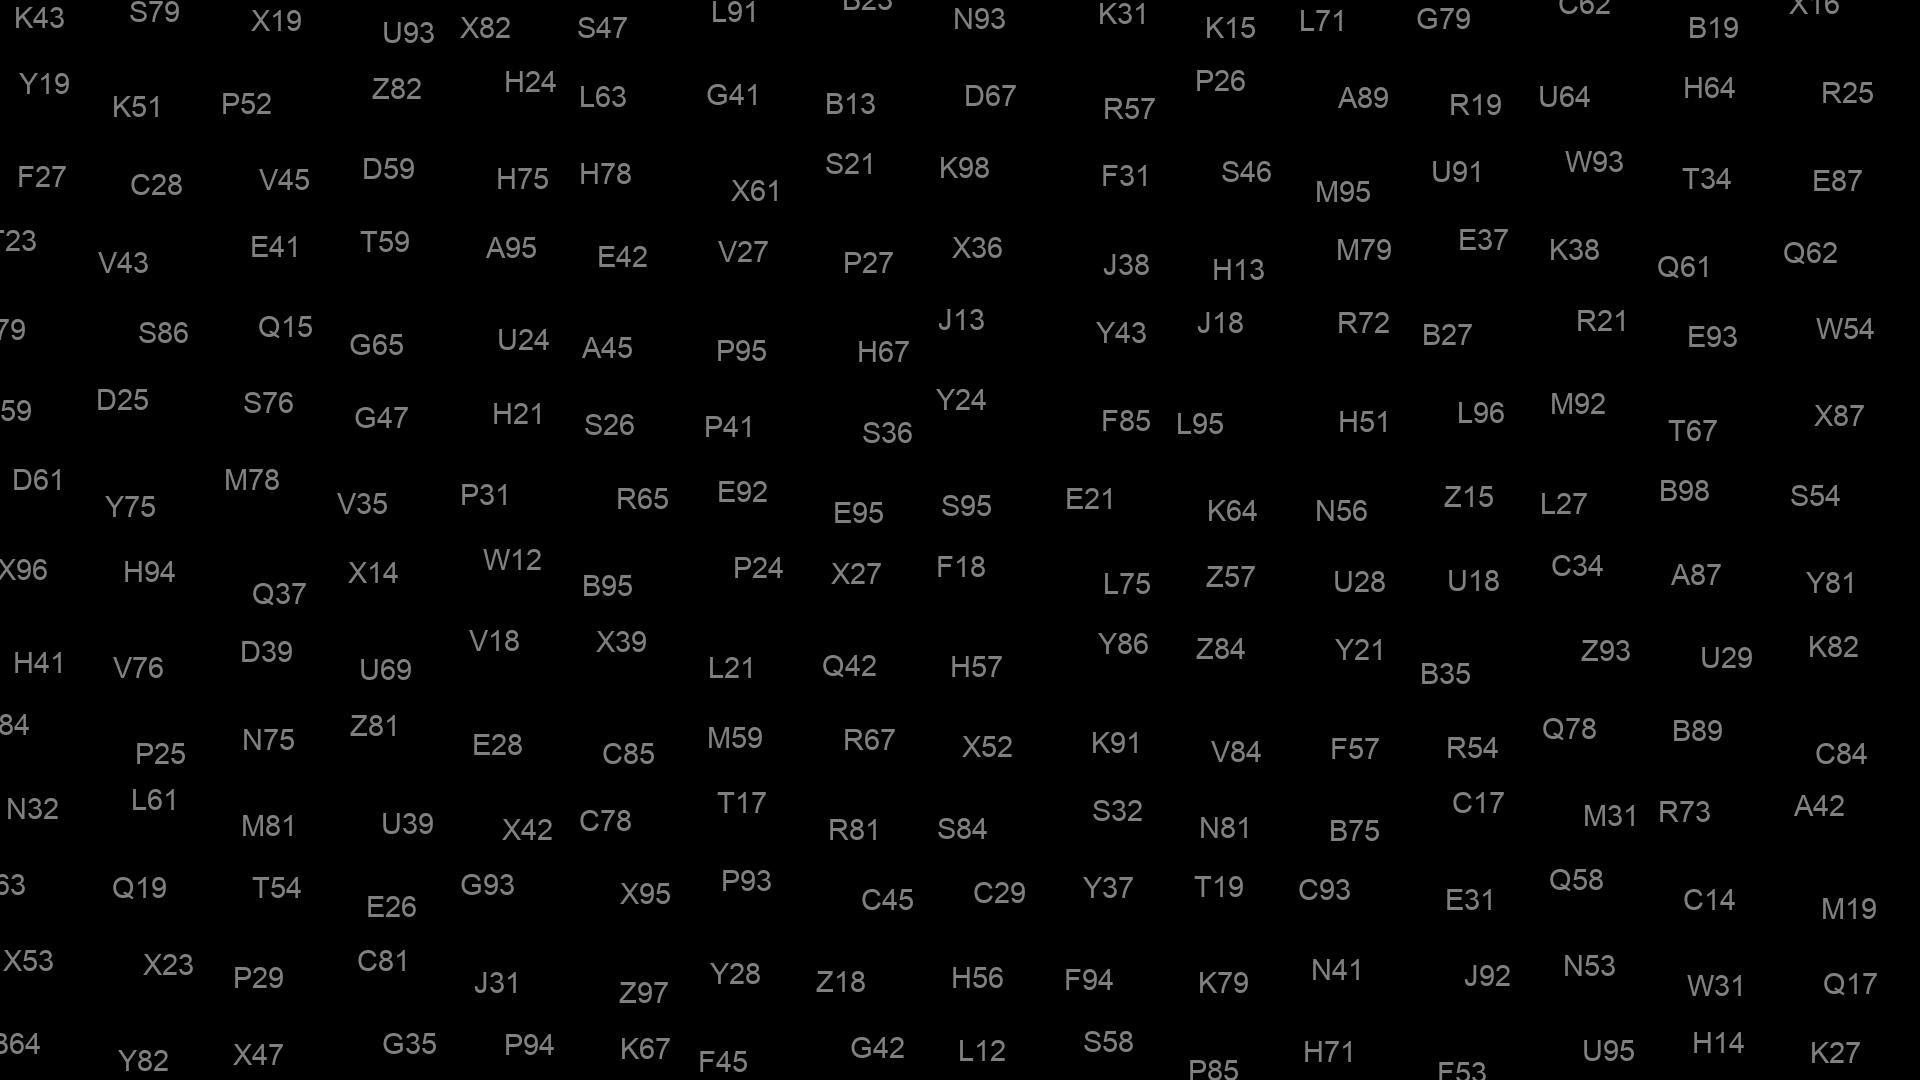 K43 S79 X19 U93 X82 S47 L91 B23 N93 K31 K15 L71 G79 C62 B19 X16
Y19 K51 P52 Z82 H24 L63 G41 B13 D67 R57 P26 A89 R19 U64 H64 R25
F27 C28 V45 D59 H75 H78 X61 S21 K98 F31 S46 M95 U91 W93 T34 E87
T23 V43 E41 T59 A95 E42 V27 P27 X36 J38 H13 M79 E37 K38 Q61 Q62
79 S86 Q15 G65 U24 A45 P95 H67 J13 Y43 J18 R72 B27 R21 E93 W54
59 D25 S76 G47 H21 S26 P41 S36 Y24 F85 L95 H51 L96 M92 T67 X87
D61 Y75 M78 V35 P31 R65 E92 E95 S95 E21 K64 N56 Z15 L27 B98 S54
X96 H94 Q37 X14 W12 B95 P24 X27 F18 L75 Z57 U28 U18 C34 A87 Y81
H41 V76 D39 U69 V18 X39 L21 Q42 H57 Y86 Z84 Y21 B35 Z93 U29 K82
84 P25 N75 Z81 E28 C85 M59 R67 X52 K91 V84 F57 R54 Q78 B89 C84
N32 L61 M81 U39 X42 C78 T17 R81 S84 S32 N81 B75 C17 M31 R73 A42
63 Q19 T54 E26 G93 X95 P93 C45 C29 Y37 T19 C93 E31 Q58 C14 M19
X53 X23 P29 C81 J31 Z97 Y28 Z18 H56 F94 K79 N41 J92 N53 W31 Q17
B64 Y82 X47 G35 P94 K67 F45 G42 L12 S58 P85 H71 F53 U95 H14 K27